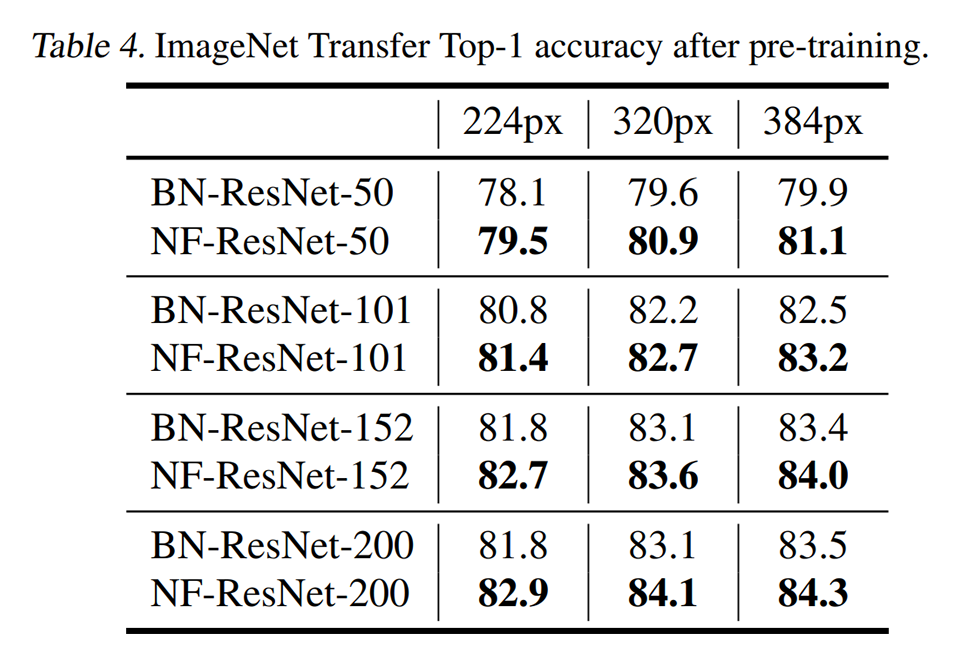 Table 4. ImageNet Transfer Top-1 accuracy after pre-training.
224px 320px 384px
BN-ResNet-50 78.1 79.6 79.9
NF-ResNet-50 79.5 80.9 81.1
BN-ResNet-101 80.8 82.2 82.5
NF-ResNet-101 81.4 82.7 83.2
BN-ResNet-152 81.8 83.1 83.4
NF-ResNet-152 82.7 83.6 84.0
BN-ResNet-200 81.8 83.1 83.5
NF-ResNet-200 82.9 84.1 84.3